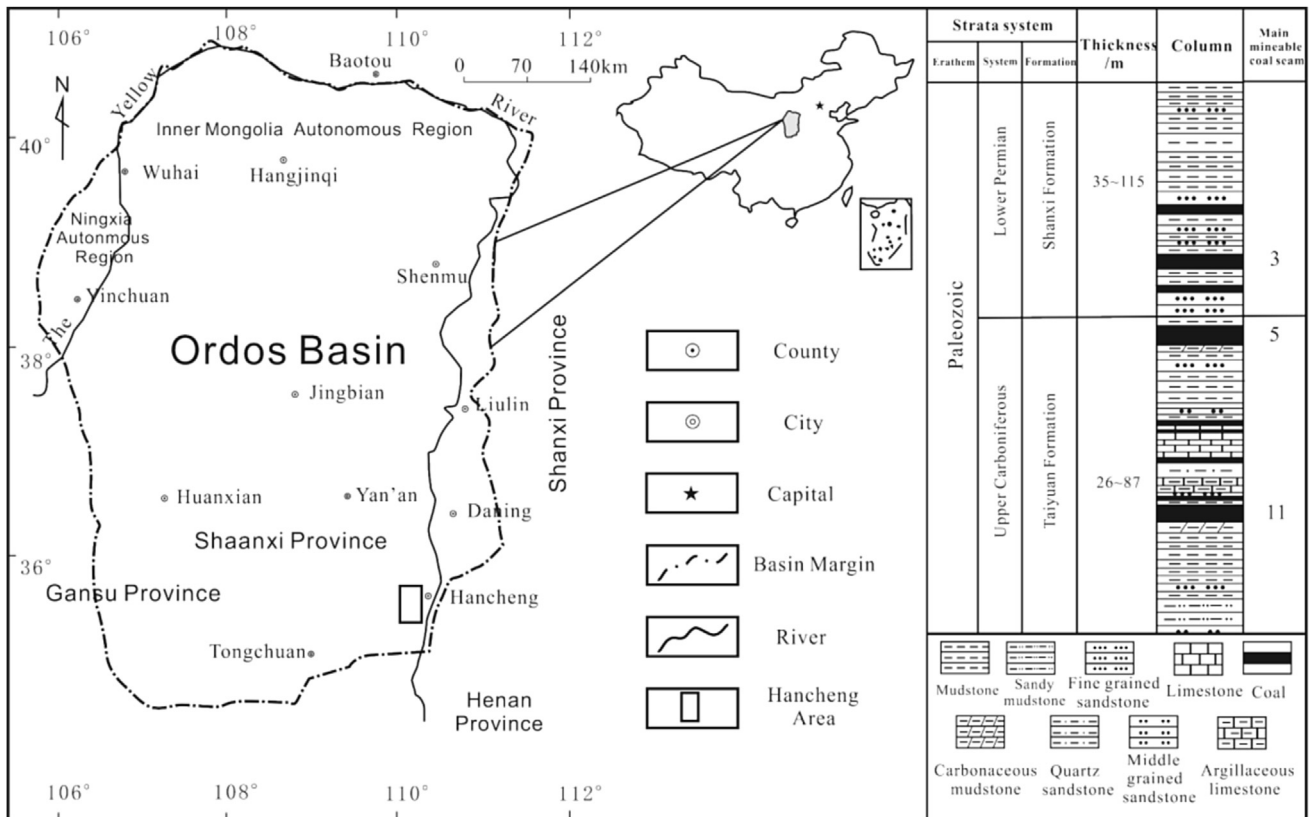 106° 108° 110° 112°
Baotou
0 70 140km
N
Yellow
River
Inner Mongolia Autonomous Region
40°
Wuhai
Hangjinqi
Ningxia
Autonmous
Region
Shenmu
Yinchuan
The
38°
Ordos Basin
Jingbian
Liulin
Shanxi Province
Huanxian
Yan'an
Daning
Shaanxi Province
36°
Gansu Province
Hancheng
Tongchuan
Henan
Province
106° 108° 110° 112°
County
City
Capital
Basin Margin
River
Hancheng
Area
Strata system
Erathem
System
Formation
Thickness
/m
Column
Main
mineable
coal seam
Paleozoic
Lower Permian
Shanxi Formation
35~115
3
5
Upper Carboniferous
Taiyuan Formation
26~87
11
Mudstone
Sandy
mudstone
Fine grained
sandstone
Limestone
Coal
Carbonaceous
mudstone
Quartz
sandstone
Middle
grained
sandstone
Argillaceous
limestone